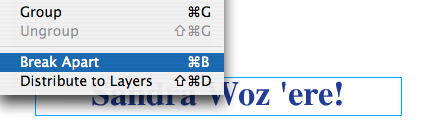 Group ⌘G
Ungroup ⇧⌘G
Break Apart ⌘B
Distribute to Layers ⇧⌘D
Sandra Woz 'ere!